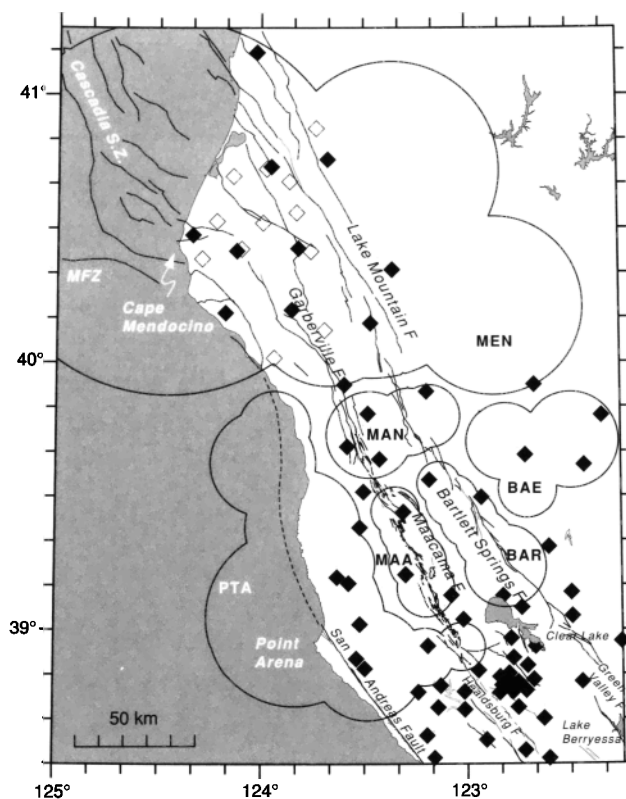 41°
Cascadia S.Z.
Lake Mountain F
MFZ
Cape
Mendocino
Garberville F
MEN
40°
MAN
BAE
Bartlett Springs F
Maacama F
MAA
BAR
PTA
39°
Point
Arena
San Andreas Fault
Clear Lake
Green
Valley F
Healdsburg F
Lake
Berryessa
50 km
125° 124° 123°